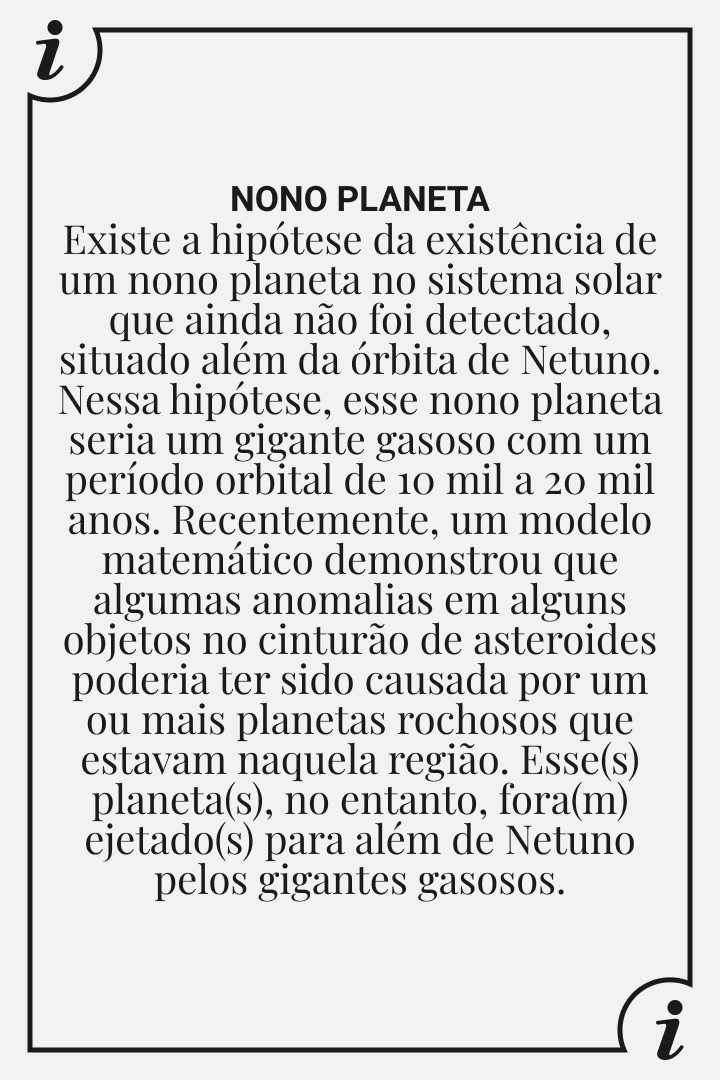 i
NONO PLANETA
Existe a hipótese da existência de
um nono planeta no sistema solar
que ainda não foi detectado,
situado além da órbita de Netuno.
Nessa hipótese, esse nono planeta
seria um gigante gasoso com um
período orbital de 10 mil a 20 mil
anos. Recentemente, um modelo
matemático demonstrou que
algumas anomalias em alguns
objetos no cinturão de asteroides
poderia ter sido causada por um
ou mais planetas rochosos que
estavam naquela região. Esse(s)
planeta(s), no entanto, fora(m)
ejetado(s) para além de Netuno
pelos gigantes gasosos.
i